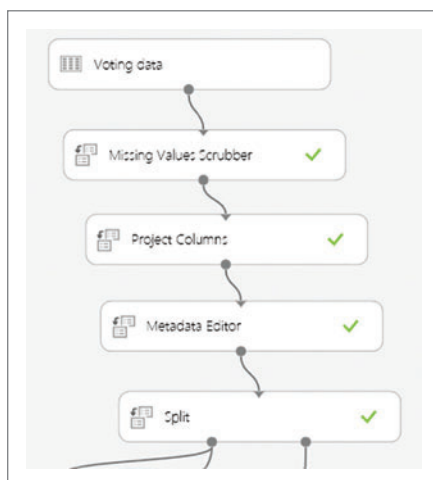 Voting data
Missing Values Scrubber
Project Columns
Metadata Editor
Split